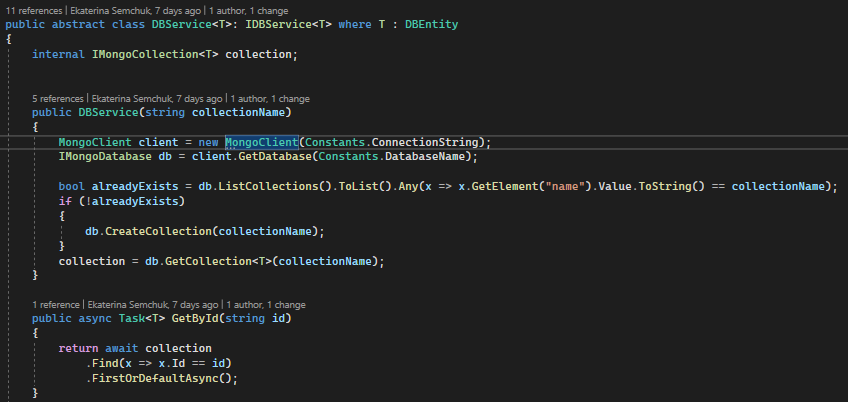 11 references | Ekaterina Semchuk, 7 days ago | 1 author, 1 change
public abstract class DBService<T>: IDBService<T> where T : DBEntity
{
internal IMongoCollection<T> collection;
5 references | Ekaterina Semchuk, 7 days ago | 1 author, 1 change
public DBService(string collectionName)
{
MongoClient client = new MongoClient(Constants.ConnectionString);
IMongoDatabase db = client.GetDatabase(Constants.DatabaseName);
bool alreadyExists = db.ListCollections().ToList().Any(x => x.GetElement("name").Value.ToString() == collectionName);
if (!alreadyExists)
{
db.CreateCollection(collectionName);
}
collection = db.GetCollection<T>(collectionName);
}
1 reference | Ekaterina Semchuk, 7 days ago | 1 author, 1 change
public async Task<T> GetById(string id)
{
return await collection
.Find(x => x.Id == id)
.FirstOrDefaultAsync();
}